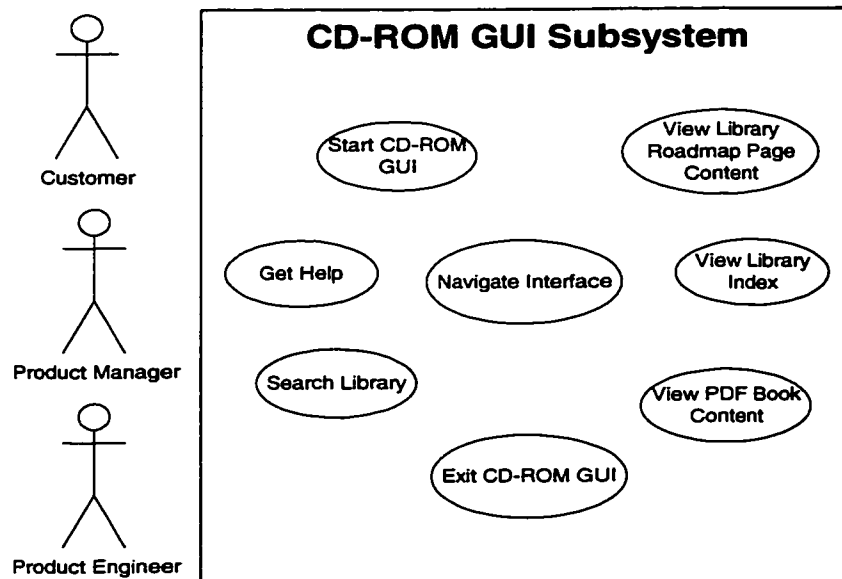 CD-ROM GUI Subsystem
Customer
Start CD-ROM
GUI
View Library
Roadmap Page
Content
Get Help
Navigate Interface
View Library
Index
Product Manager
Search Library
View PDF Book
Content
Exit CD-ROM GUI
Product Engineer